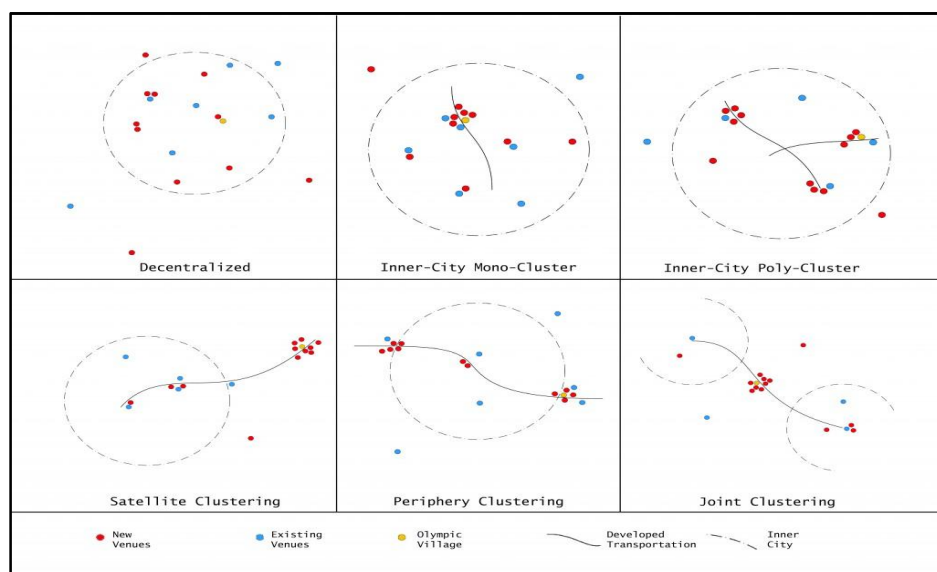 Decentralized
Inner-City Mono-Cluster
Inner-City Poly-Cluster
Satellite Clustering
Periphery Clustering
Joint Clustering
New
Venues
Existing
Venues
Olympic
Village
Developed
Transportation
Inner
City